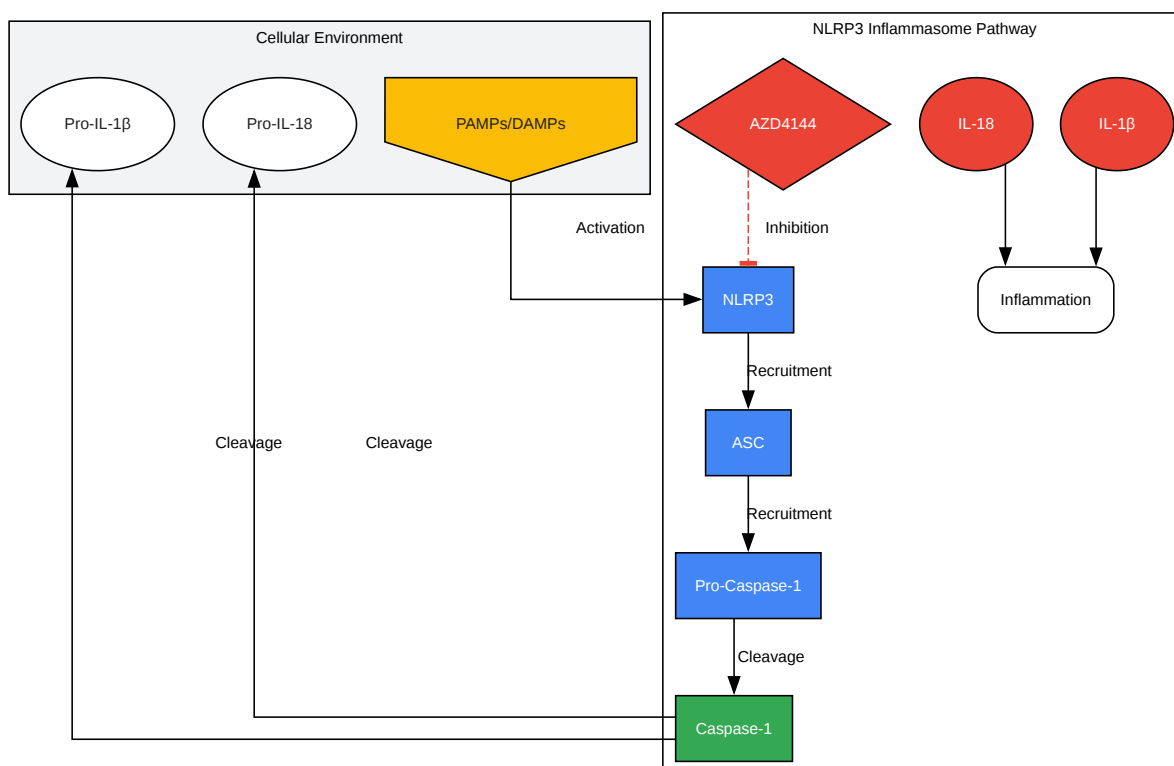 Cellular Environment
NLRP3 Inflammasome Pathway
Pro-IL-1β
Pro-IL-18
PAMPs/DAMPs
AZD4144
IL-18
IL-1β
Activation
Inhibition
NLRP3
Inflammation
Recruitment
ASC
Cleavage
Cleavage
Recruitment
Pro-Caspase-1
Cleavage
Caspase-1